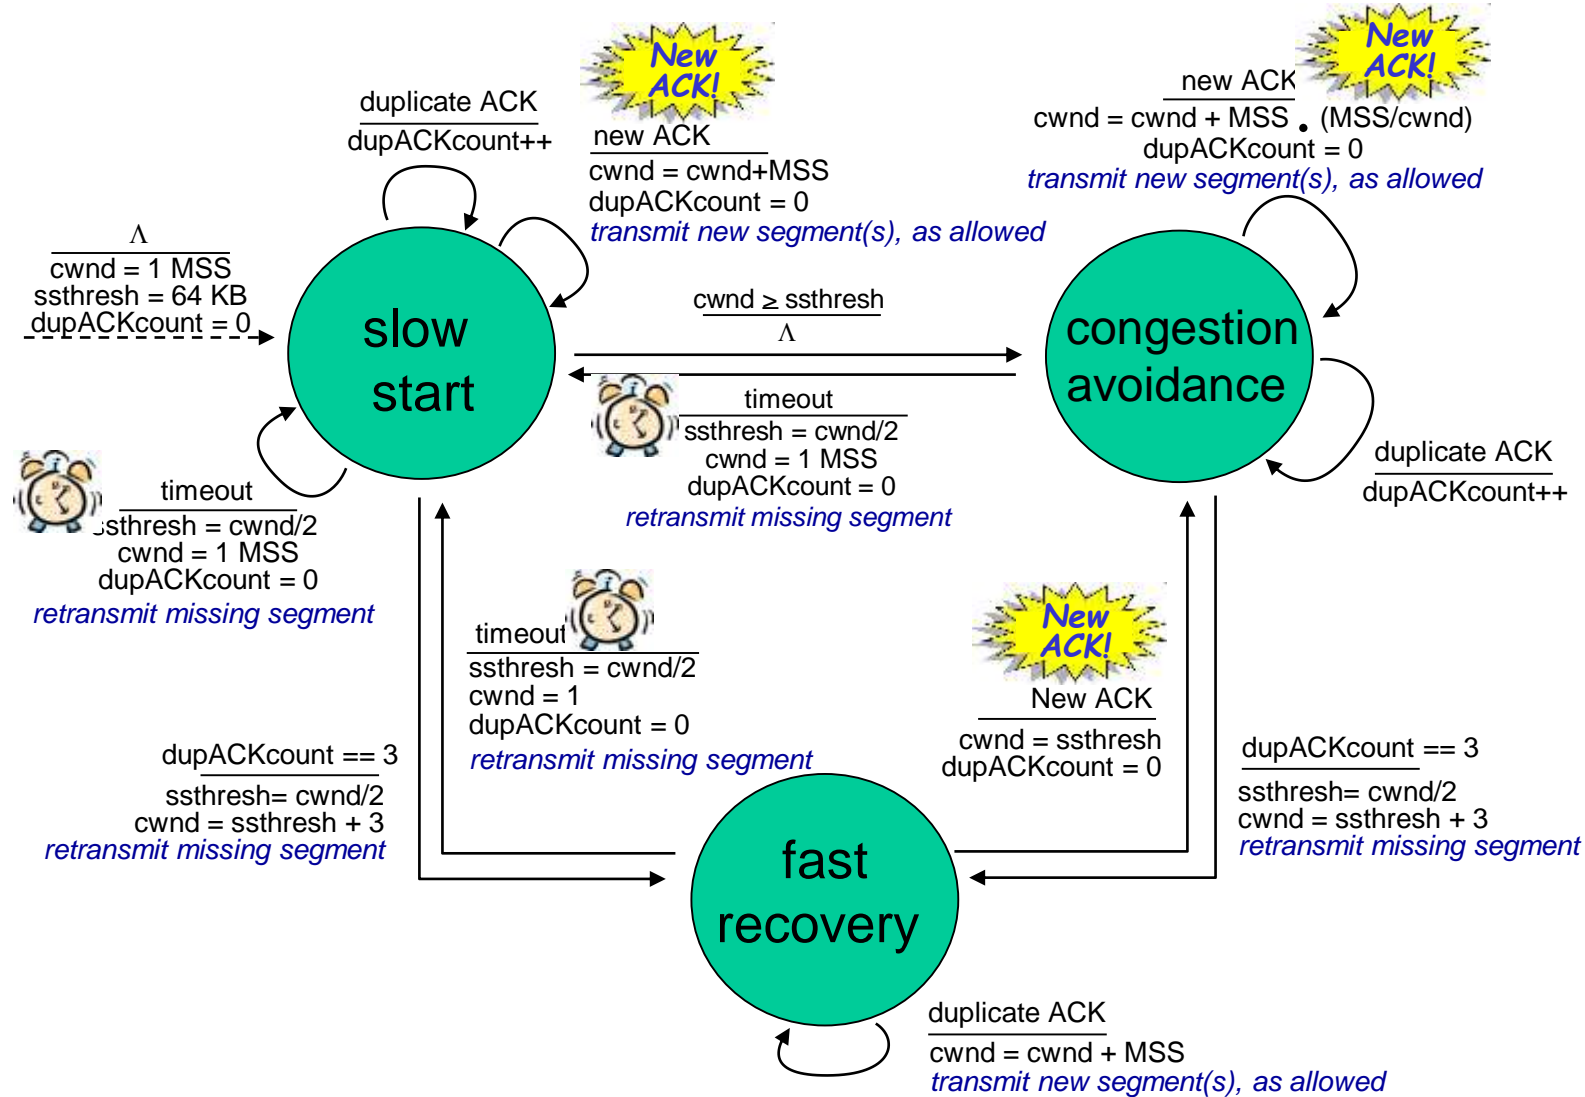 New
ACK!
duplicate ACK
dupACKcount++
new ACK
cwnd = cwnd+MSS
dupACKcount = 0
transmit new segment(s), as allowed
New
ACK!
new ACK
cwnd = cwnd + MSS • (MSS/cwnd)
dupACKcount = 0
transmit new segment(s), as allowed
Λ
cwnd = 1 MSS
ssthresh = 64 KB
dupACKcount = 0
slow
start
cwnd ≥ ssthresh
Λ
congestion
avoidance
timeout
ssthresh = cwnd/2
cwnd = 1 MSS
dupACKcount = 0
retransmit missing segment
duplicate ACK
dupACKcount++
timeout
ssthresh = cwnd/2
cwnd = 1 MSS
dupACKcount = 0
retransmit missing segment
timeout
ssthresh = cwnd/2
cwnd = 1
dupACKcount = 0
retransmit missing segment
New
ACK!
New ACK
cwnd = ssthresh
dupACKcount = 0
dupACKcount == 3
ssthresh= cwnd/2
cwnd = ssthresh + 3
retransmit missing segment
dupACKcount == 3
ssthresh= cwnd/2
cwnd = ssthresh + 3
retransmit missing segment
fast
recovery
duplicate ACK
cwnd = cwnd + MSS
transmit new segment(s), as allowed